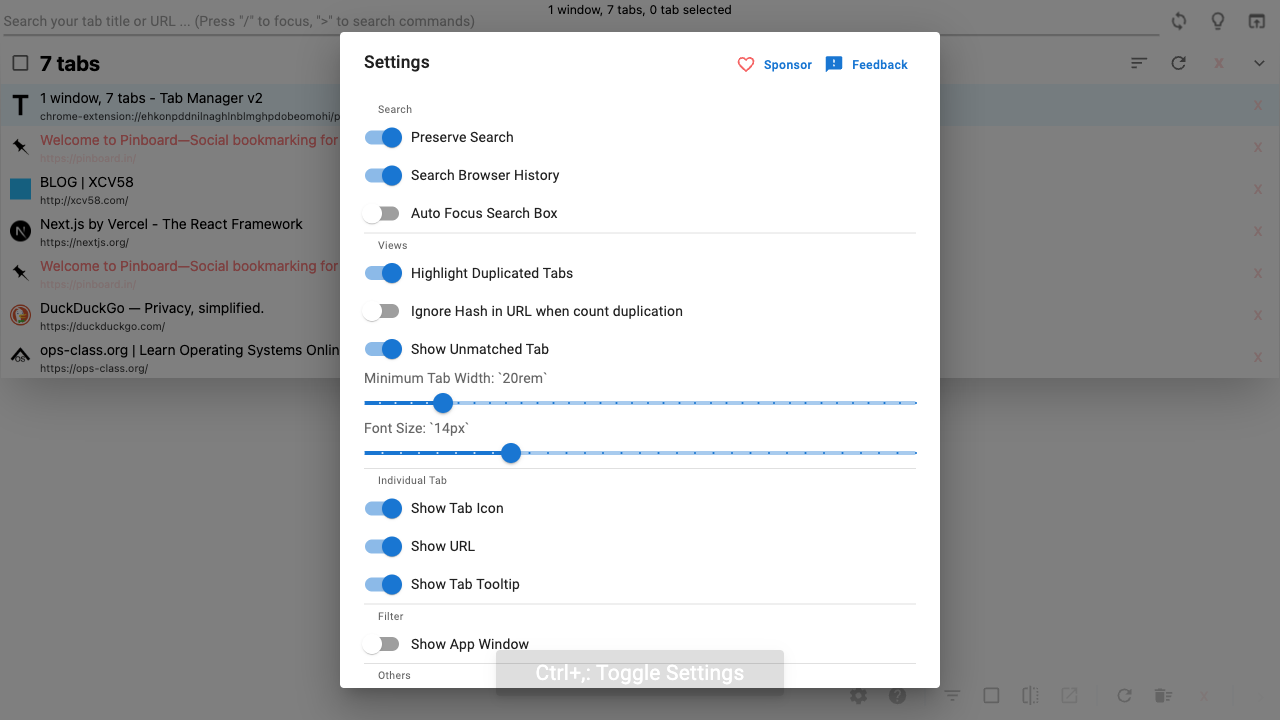 1 window, 7 tabs, 0 tab selected
Search your tab title or URL ... (Press "/" to focus, ">" to search commands)
7 tabs
1 window, 7 tabs - Tab Manager v2
chrome-extension://ehkonpddnilnaghlnblmghpdobeomohi/p
Welcome to Pinboard—Social bookmarking for
https://pinboard.in/
BLOG | XCV58
http://xcv58.com/
Next.js by Vercel - The React Framework
https://nextjs.org/
Welcome to Pinboard—Social bookmarking for
https://pinboard.in/
DuckDuckGo — Privacy, simplified.
https://duckduckgo.com/
ops-class.org | Learn Operating Systems Onlin
https://ops-class.org/
Settings
Sponsor
Feedback
Search
Preserve Search
Search Browser History
Auto Focus Search Box
Views
Highlight Duplicated Tabs
Ignore Hash in URL when count duplication
Show Unmatched Tab
Minimum Tab Width: `20rem`
Font Size: `14px`
Individual Tab
Show Tab Icon
Show URL
Show Tab Tooltip
Filter
Show App Window
Others
Ctrl+,: Toggle Settings